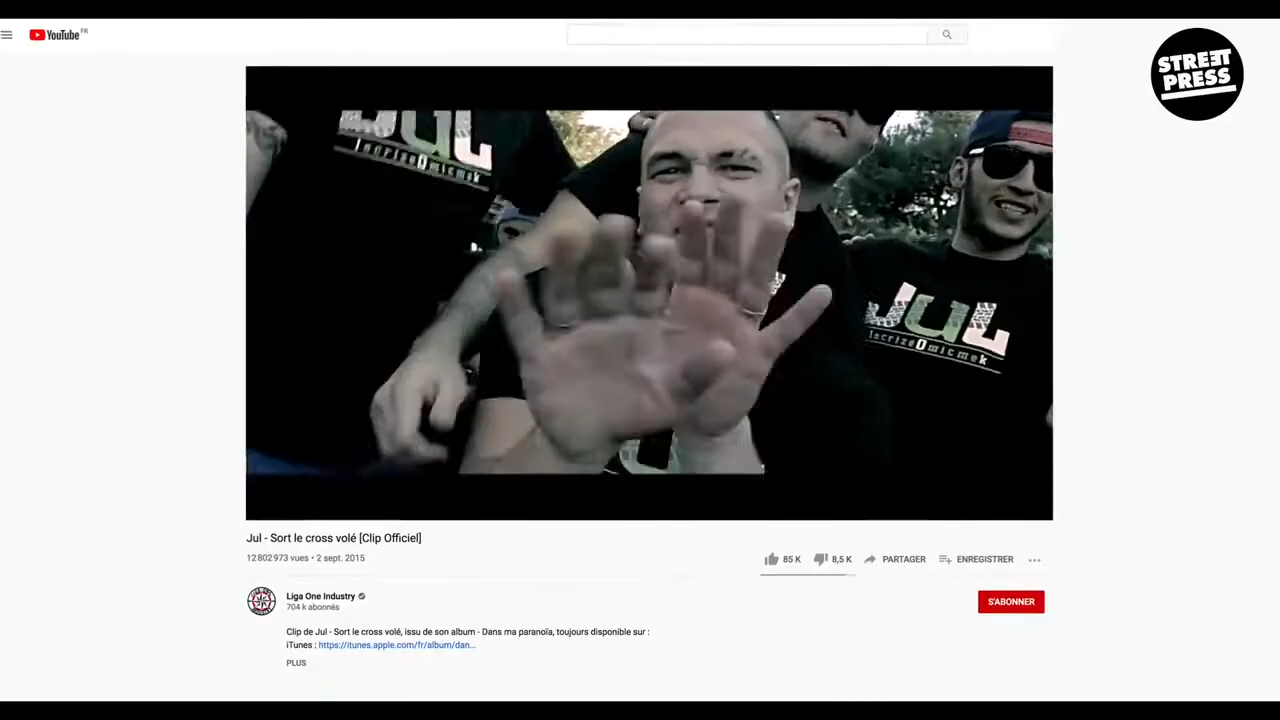 YouTube FR
STREET
PRESS
JUL
IncrizeOmicmek
JUL
IncrizeOmicmek
Jul - Sort le cross volé [Clip Officiel]
12 802 973 vues • 2 sept. 2015
85 K
8,5 K
PARTAGER
ENREGISTRER
Liga One Industry
704 k abonnés
S'ABONNER
Clip de Jul - Sort le cross volé, issu de son album - Dans ma paranoïa, toujours disponible sur :
iTunes : https://itunes.apple.com/fr/album/dan...
PLUS